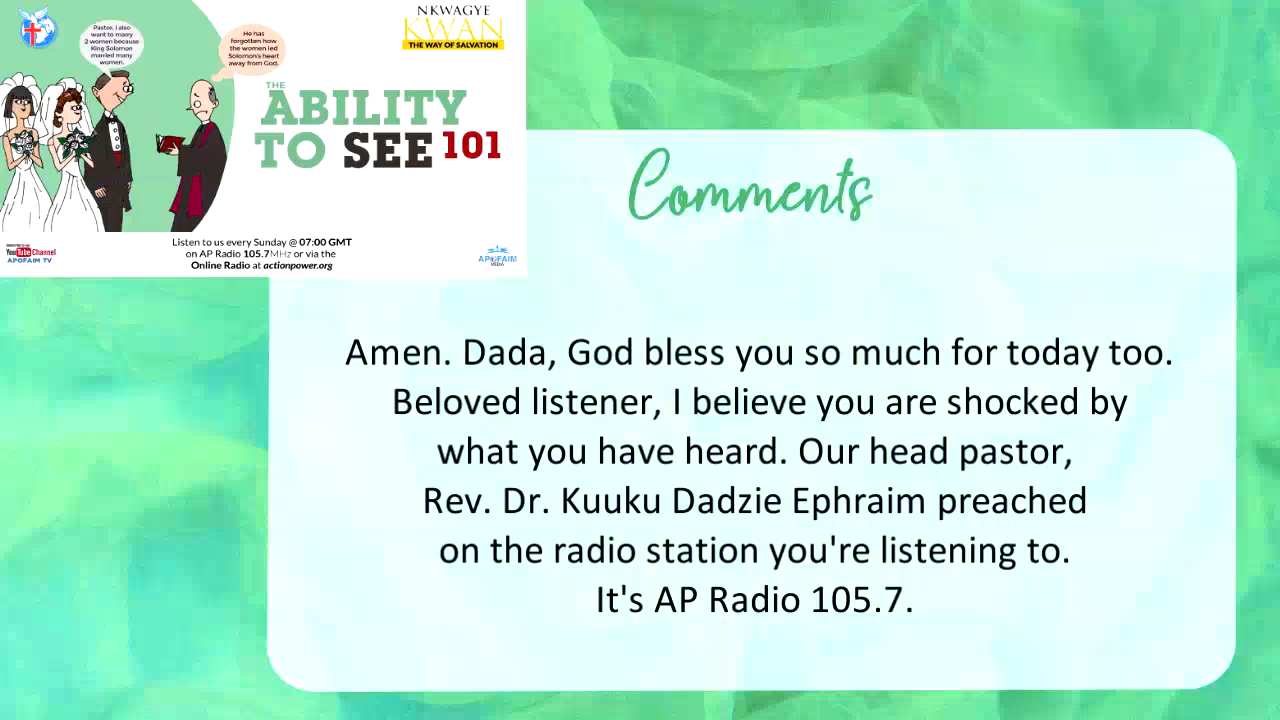 Pastor, I also
want to marry
2 women because
King Solomon
married many
women.
He has
forgotten how
the women led
Solomon's heart
away from God.
NKWAGYE
KWAN
THE WAY OF SALVATION
THE
ABILITY
TO SEE 101
Listen to us every Sunday @ 07:00 GMT
on AP Radio 105.7MHz or via the
Online Radio at actionpower.org
YouTube Channel
APOFAIM TV
APOFAIM
MEDIA
Comments
Amen. Dada, God bless you so much for today too.
Beloved listener, I believe you are shocked by
what you have heard. Our head pastor,
Rev. Dr. Kuuku Dadzie Ephraim preached
on the radio station you're listening to.
It's AP Radio 105.7.